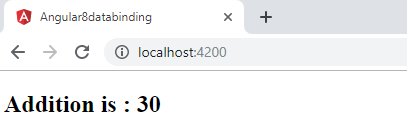 Angular8databinding
localhost:4200
Addition is : 30